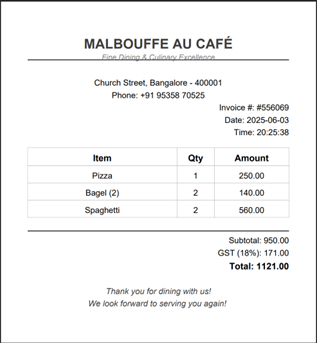 MALBOUFFE AU CAFÉ
Fine Dining & Culinary Excellence
Church Street, Bangalore - 400001
Phone: +91 95358 70525
Invoice #: #556069
Date: 2025-06-03
Time: 20:25:38
Item Qty Amount
Pizza 1 250.00
Bagel (2) 2 140.00
Spaghetti 2 560.00
Subtotal: 950.00
GST (18%): 171.00
Total: 1121.00
Thank you for dining with us!
We look forward to serving you again!